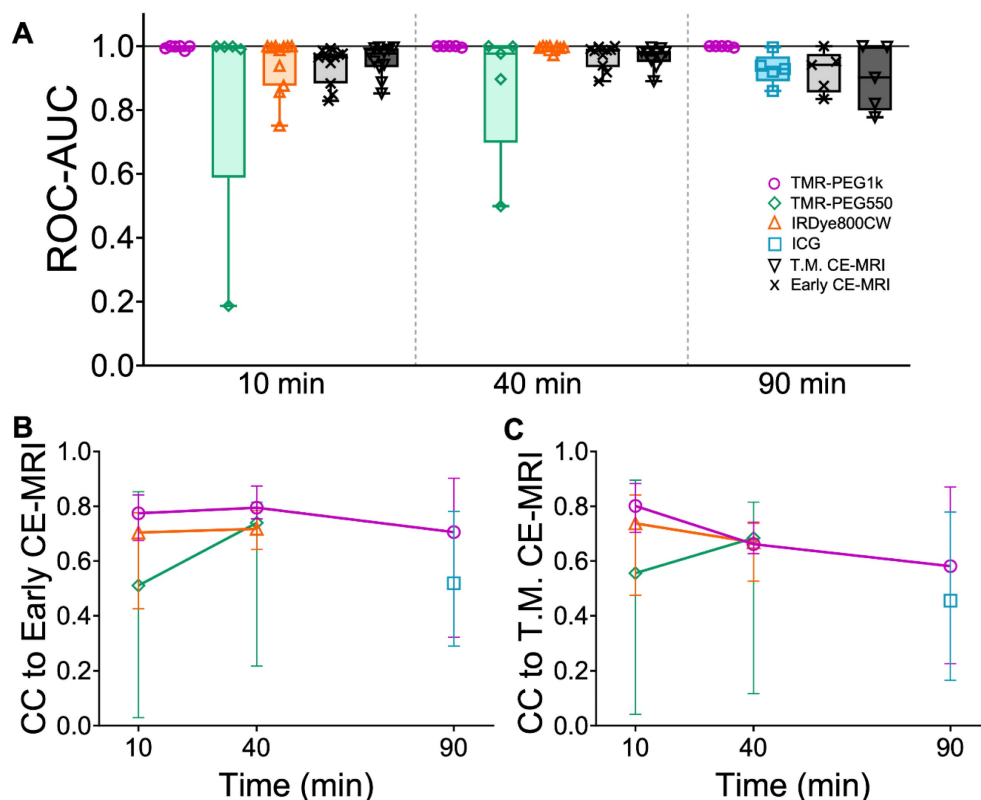 A
ROC-AUC
1.0
0.8
0.6
0.4
0.2
0.0
TMR-PEG1k
TMR-PEG550
IRDye800CW
ICG
T.M. CE-MRI
Early CE-MRI
10 min
40 min
90 min
B
CC to Early CE-MRI
1.0
0.8
0.6
0.4
0.2
0.0
10
40
90
Time (min)
C
CC to T.M. CE-MRI
1.0
0.8
0.6
0.4
0.2
0.0
10
40
90
Time (min)